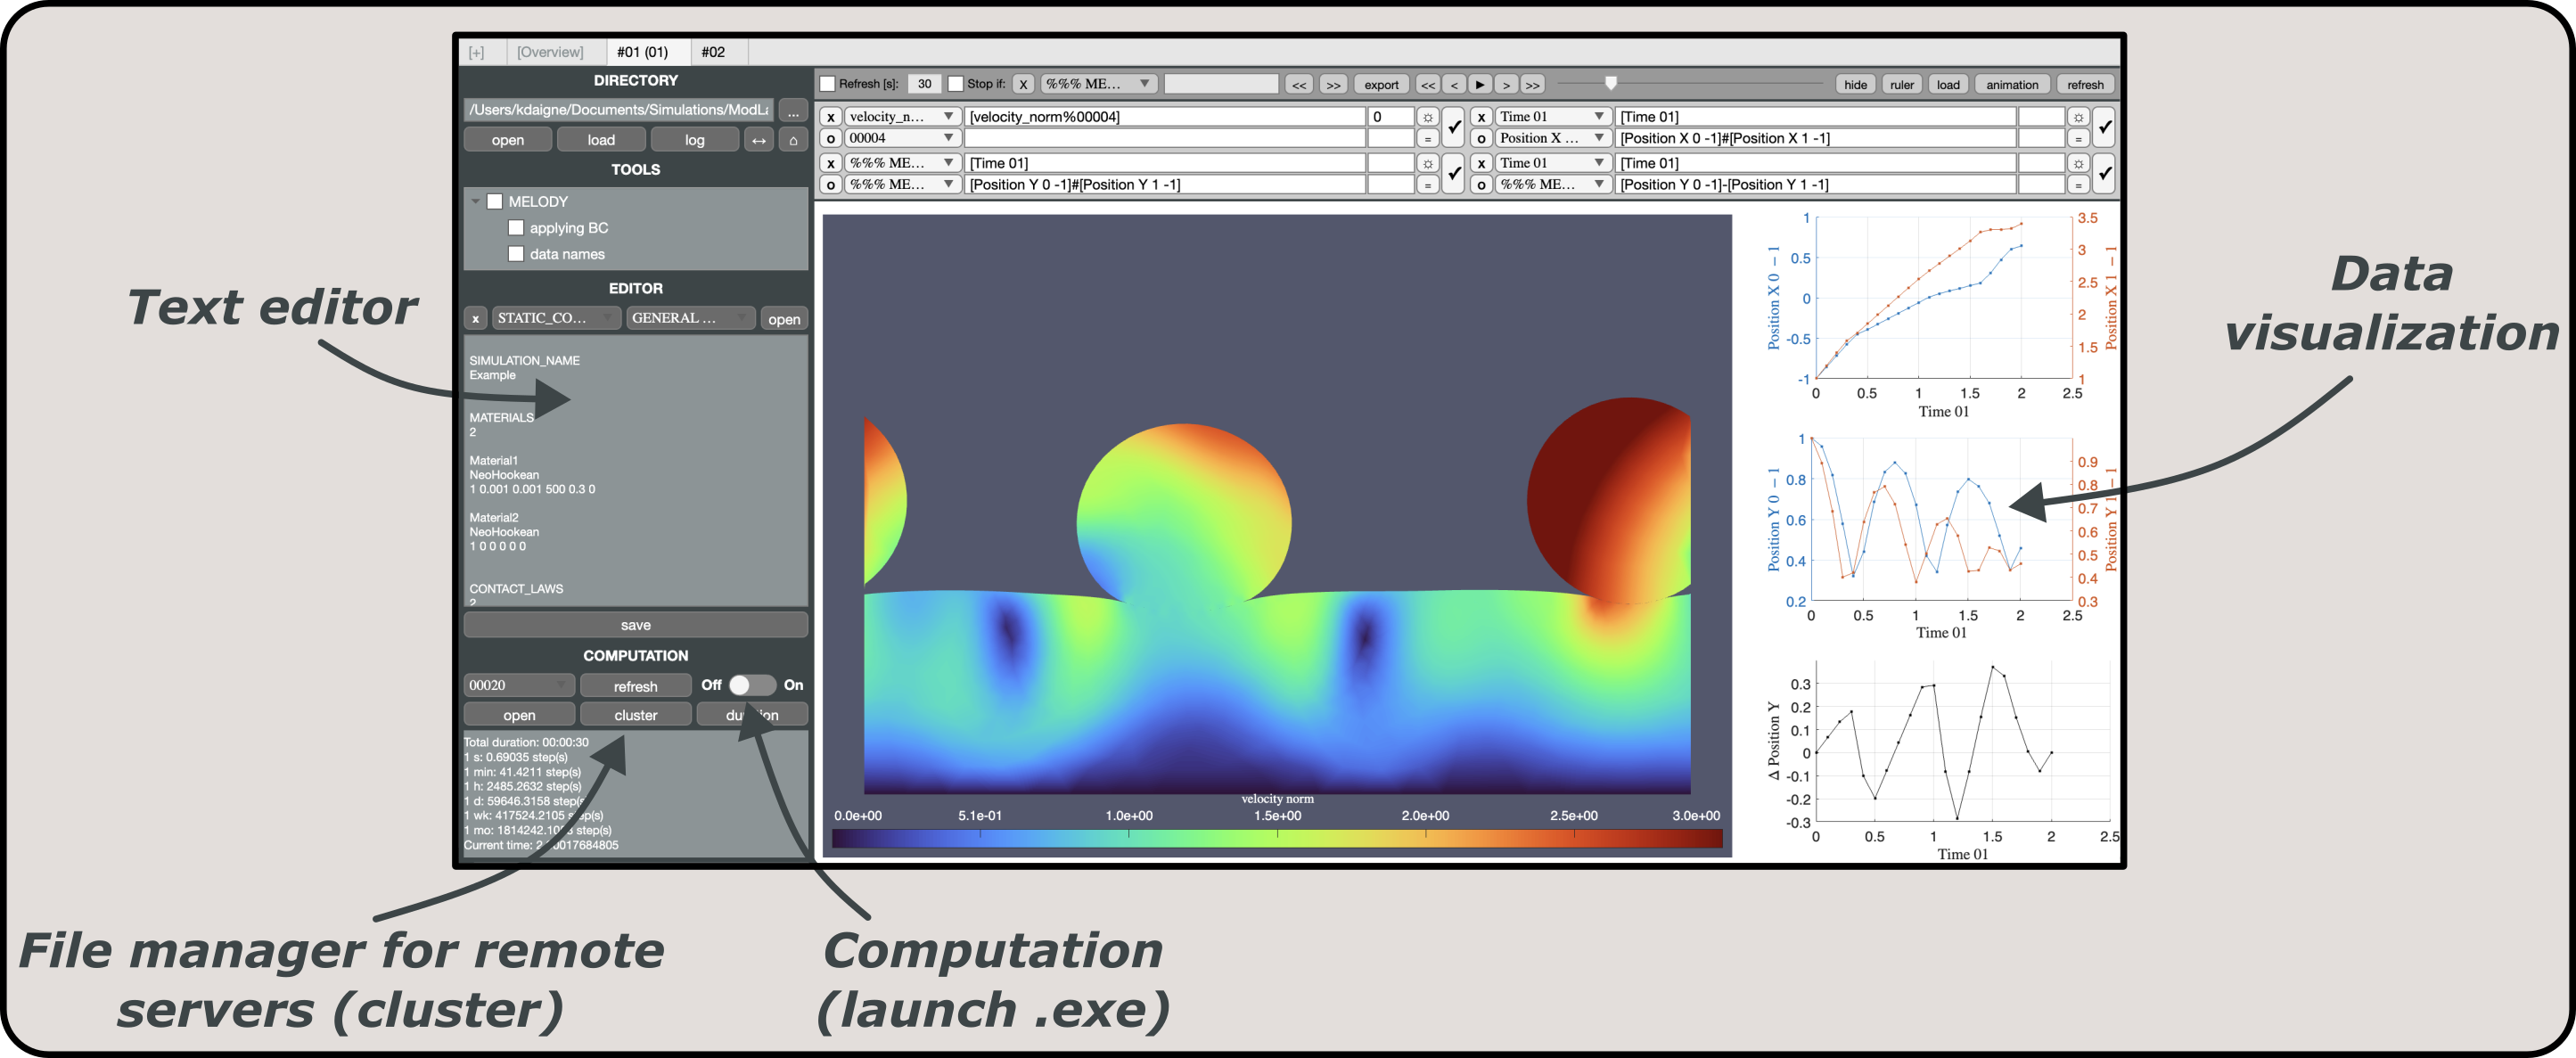 [+] [Overview] #01 (01) #02
DIRECTORY
/Users/kdaigne/Documents/Simulations/ModLa ...
open load log ↔ ⌂
TOOLS
MELODY
applying BC
data names
EDITOR
x STATIC_CO... GENERAL ... open
SIMULATION_NAME
Example
MATERIALS
2
Material1
NeoHookean
1 0.001 0.001 500 0.3 0
Material2
NeoHookean
1 0 0 0 0 0
CONTACT_LAWS
2
save
COMPUTATION
00020 refresh Off On
open cluster
Total duration: 00:00:30
1 s: 0.69035 step(s)
1 min: 41.4211 step(s)
1 h: 2485.2632 step(s)
1 d: 59646.3158 step(s
1 wk: 417524.2105 step(s)
1 mo: step(s)
Current time:
Refresh [s]: 30 Stop if: X %%% ME... << >> export << < ▶ > >> hide ruler load animation refresh
x velocity_n... [velocity_norm%00004] 0 ☼ ✓ x Time 01 [Time 01] ☼ ✓
o 00004 = o Position X ... [Position X 0 -1]#[Position X 1 -1] =
x %%% ME... [Time 01] ☼ ✓ x Time 01 [Time 01] ☼ ✓
o %%% ME... [Position Y 0 -1]#[Position Y 1 -1] = o %%% ME... [Position Y 0 -1]-[Position Y 1 -1] =
velocity norm
0.0e+00 5.1e-01 1.0e+00 1.5e+00 2.0e+00 2.5e+00 3.0e+00
Position X 0 − 1
1
0.5
0
-0.5
-1
3.5
3
2.5
2
1.5
1
Position X 1 − 1
0 0.5 1 1.5 2 2.5
Time 01
Position Y 0 − 1
1
0.8
0.6
0.4
0.2
0.9
0.8
0.7
0.6
0.5
0.4
0.3
Position Y 1 − 1
0 0.5 1 1.5 2 2.5
Time 01
Δ Position Y
0.3
0.2
0.1
0
-0.1
-0.2
-0.3
0 0.5 1 1.5 2 2.5
Time 01
Text editor
Data
visualization
File manager for remote
servers (cluster)
Computation
(launch .exe)